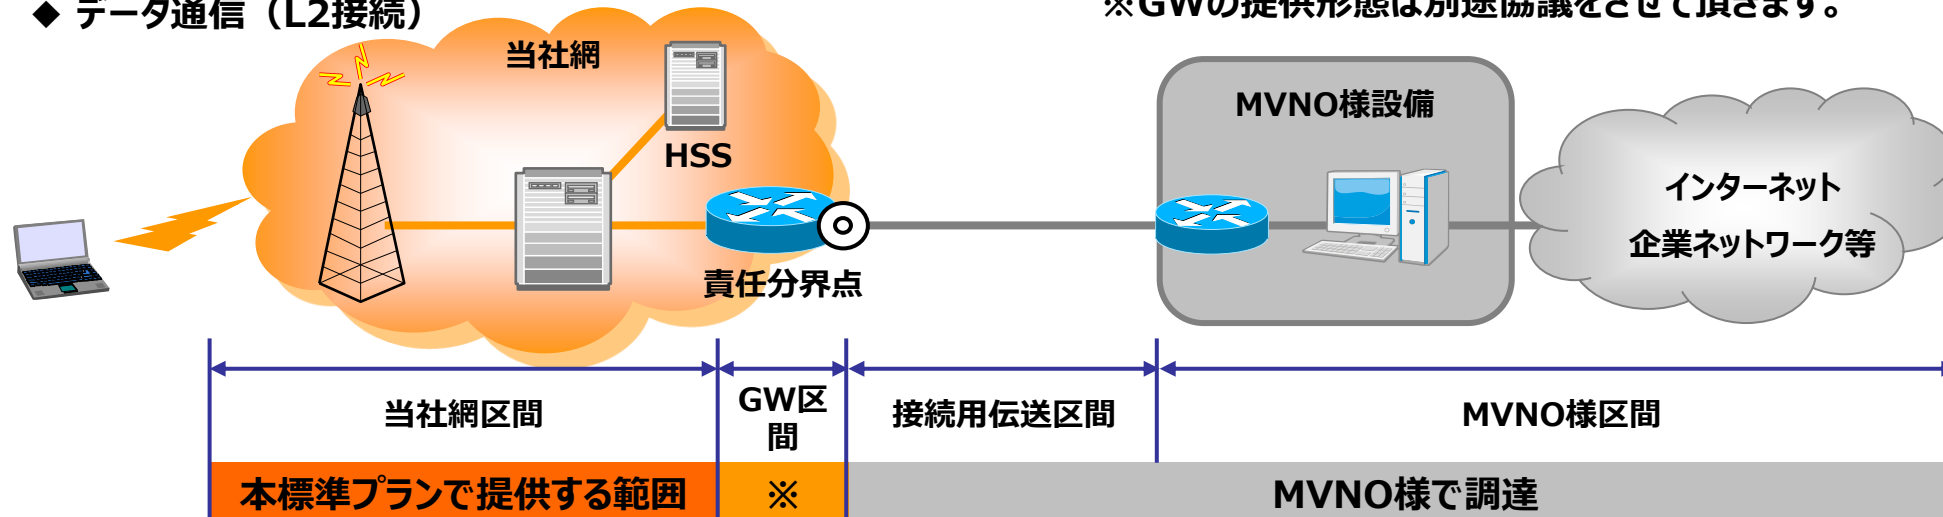 ◆ データ通信（L2接続）
※GWの提供形態は別途協議をさせて頂きます。
当社網
HSS
責任分界点
MVNO様設備
インターネット
企業ネットワーク等
当社網区間
GW区
間
接続用伝送区間
MVNO様区間
本標準プランで提供する範囲
※
MVNO様で調達